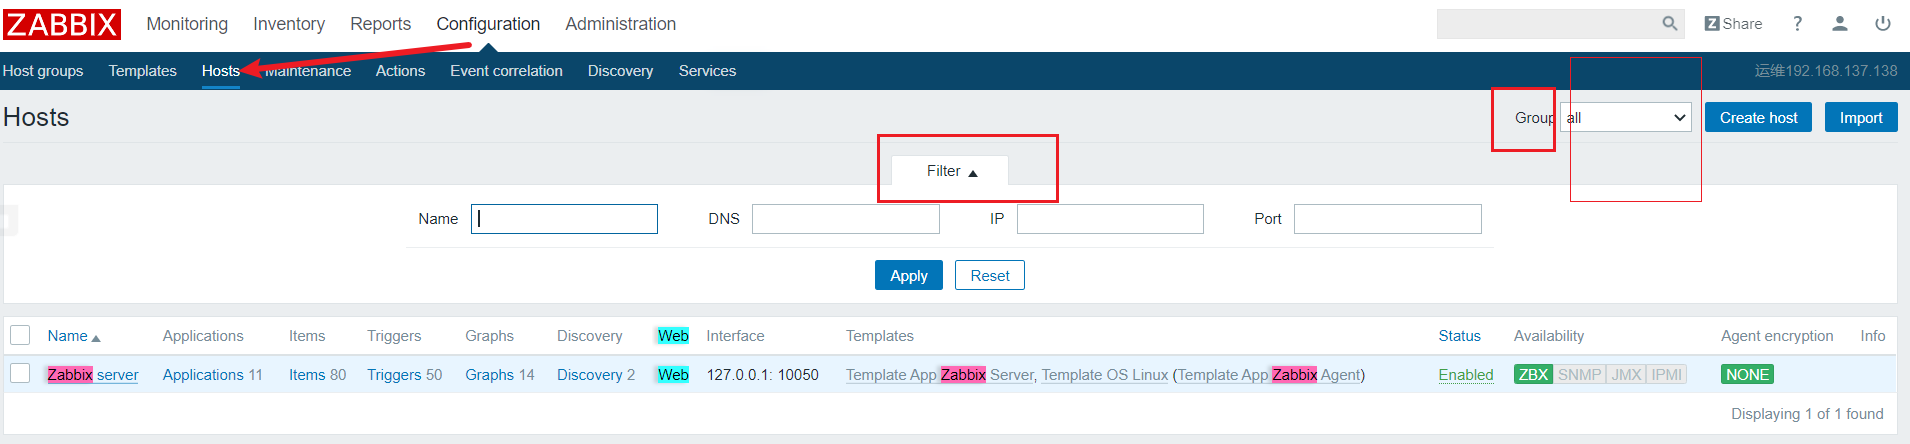 ZABBIX Monitoring Inventory Reports Configuration Administration Z Share ?
Host groups Templates Hosts Maintenance Actions Event correlation Discovery Services 运维192.168.137.138
Hosts Group all Create host Import
Filter ▲
Name DNS IP Port
Apply Reset
Name ▲ Applications Items Triggers Graphs Discovery Web Interface Templates Status Availability Agent encryption Info
Zabbix server Applications 11 Items 80 Triggers 50 Graphs 14 Discovery 2 Web 127.0.0.1: 10050 Template App Zabbix Server, Template OS Linux (Template App Zabbix Agent) Enabled ZBX SNMP JMX IPMI NONE
Displaying 1 of 1 found